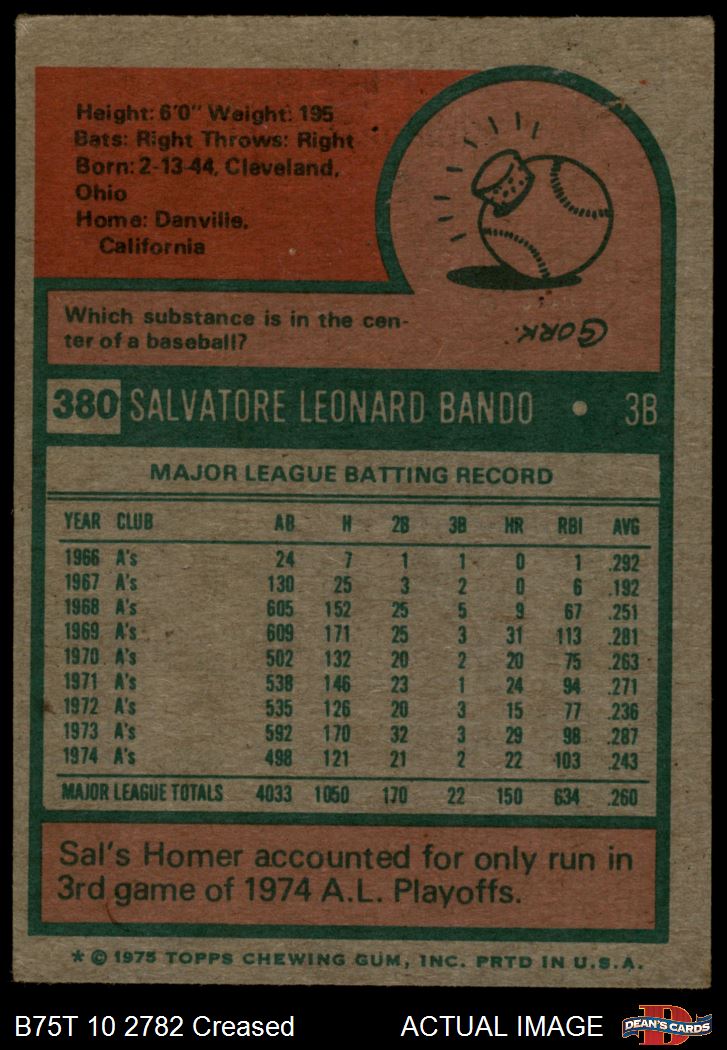 Height: 6'0" Weight: 195
Bats: Right Throws: Right
Born: 2-13-44, Cleveland,
Ohio
Home: Danville,
California
Which substance is in the cen-
ter of a baseball?
CORK.
380 SALVATORE LEONARD BANDO • 3B
MAJOR LEAGUE BATTING RECORD
YEAR CLUB AB H 2B 3B HR RBI AVG
1966 A's 24 7 1 1 0 1 .292
1967 A's 130 25 3 2 0 6 .192
1968 A's 605 152 25 5 9 67 .251
1969 A's 609 171 25 3 31 113 .281
1970 A's 502 132 20 2 20 75 .263
1971 A's 538 146 23 1 24 94 .271
1972 A's 535 126 20 3 15 77 .236
1973 A's 592 170 32 3 29 98 .287
1974 A's 498 121 21 2 22 103 .243
MAJOR LEAGUE TOTALS 4033 1050 170 22 150 634 .260
Sal's Homer accounted for only run in
3rd game of 1974 A.L. Playoffs.
* © 1975 TOPPS CHEWING GUM, INC. PRTD IN U.S.A.
B75T 10 2782 Creased ACTUAL IMAGE DEAN'S CARDS